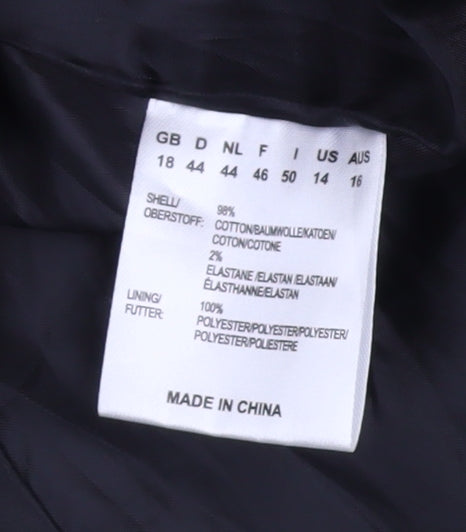 GB D NL F I US AUS
18 44 44 46 50 14 16
SHELL/ 98%
OBERSTOFF: COTTON/BAUMWOLLE/KATOEN/
COTON/COTONE
2%
ELASTANE /ELASTAN /ELASTAAN/
ÉLASTHANNE/ELASTAN
LINING/ 100%
FUTTER: POLYESTER/POLYESTER/POLYESTER/
POLYESTER/POLIESTERE
MADE IN CHINA